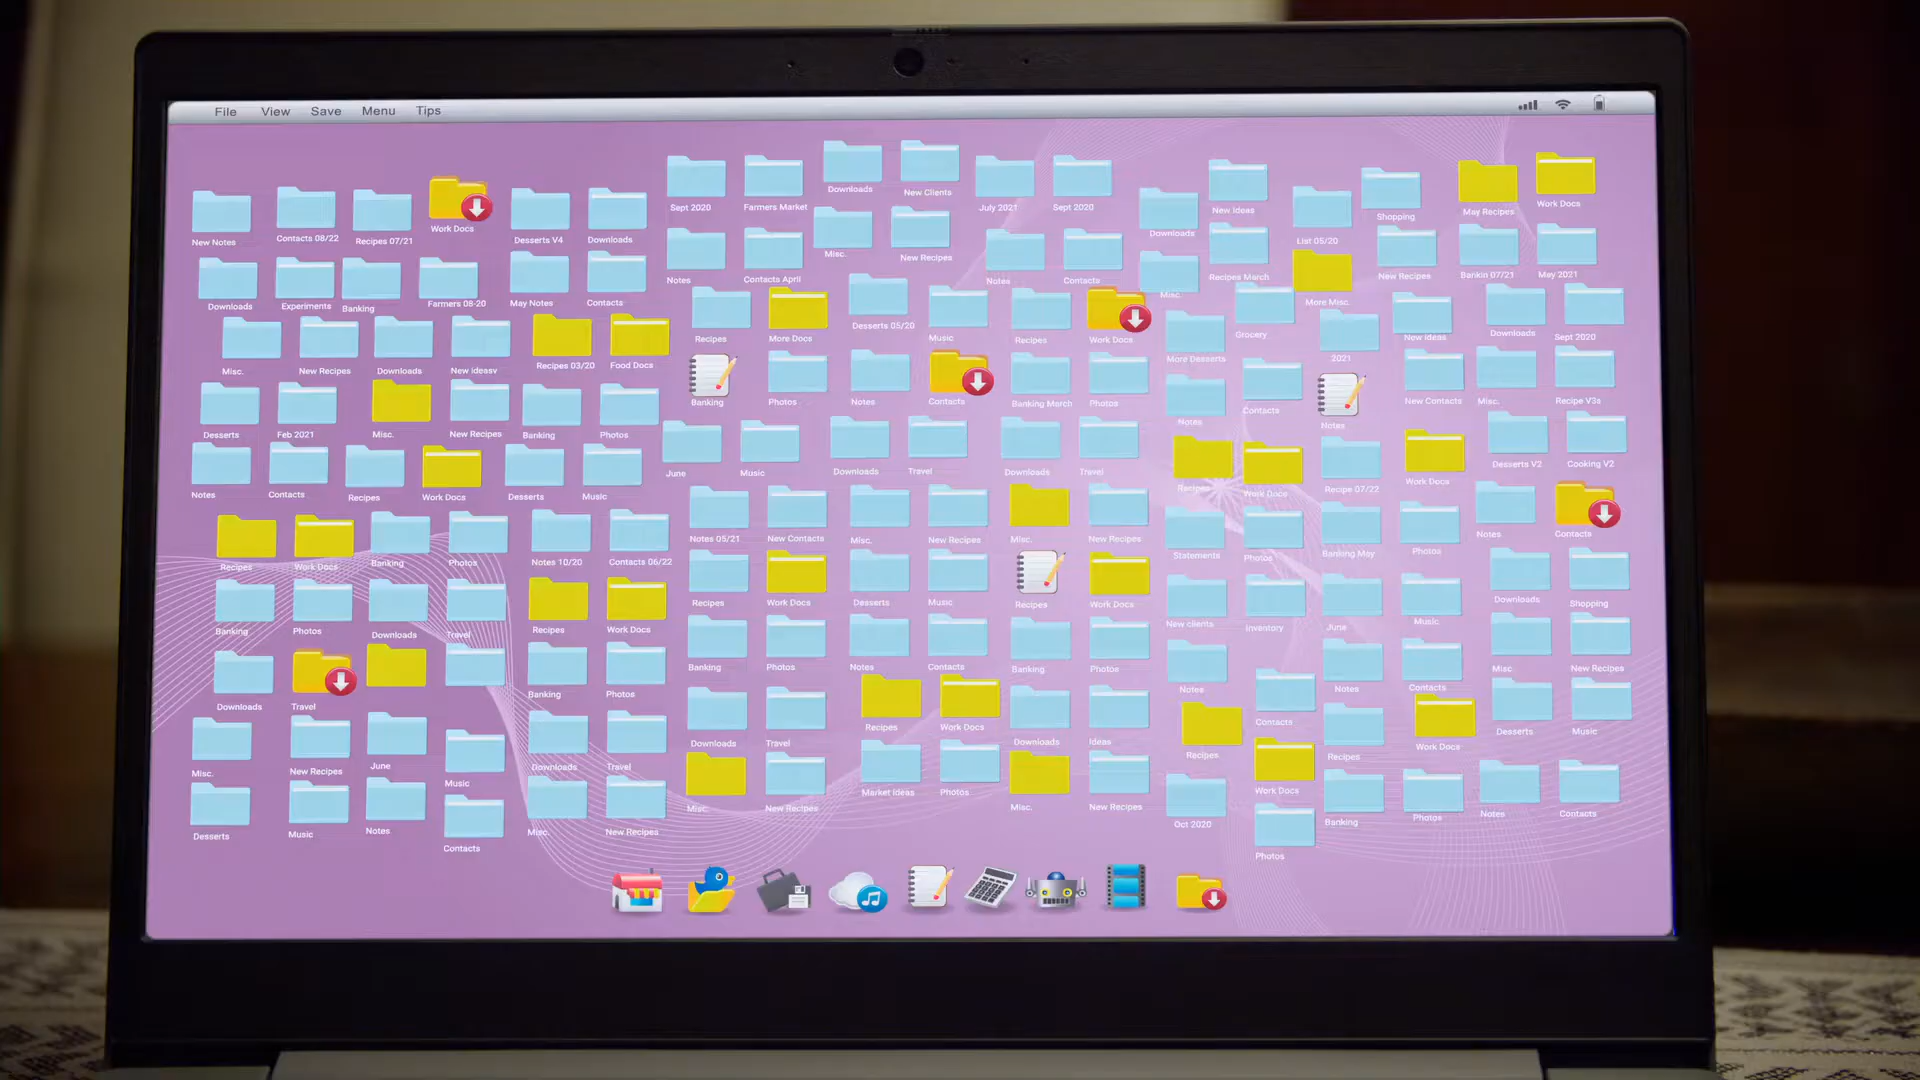 File View Save Menu Tips
Downloads New Clients
Sept 2020 Farmers Market July 2021 Sept 2020 New Ideas Shopping May Recipes Work Docs
New Notes Contacts 08/22 Recipes 07/21 Work Docs Desserts V4 Downloads Downloads List 05/20
Misc. New Recipes
Notes Contacts April Notes Contacts Recipes March New Recipes Bankin 07/21 May 2021
Downloads Experiments Banking Farmers 08-20 May Notes Contacts Misc. More Misc.
Recipes More Docs Desserts 05/20 Music Recipes Work Docs Grocery New Ideas Downloads Sept 2020
Misc. New Recipes Downloads New ideasv Recipes 03/20 Food Docs More Desserts 2021
Banking Photos Notes Contacts Banking March Photos Contacts New Contacts Misc. Recipe V3s
Desserts Feb 2021 Misc. New Recipes Banking Photos Notes Notes
June Music Downloads Travel Downloads Travel Desserts V2 Cooking V2
Notes Contacts Recipes Work Docs Desserts Music Recipes Work Docs Recipe 07/22 Work Docs
Notes 05/21 New Contacts Misc. New Recipes Misc. New Recipes Notes Contacts
Recipes Work Docs Banking Photos Notes 10/20 Contacts 06/22 Statements Photos Banking May Photos
Recipes Work Docs Desserts Music Recipes Work Docs Downloads Shopping
Banking Photos Downloads Travel Recipes Work Docs New clients Inventory June Music
Banking Photos Notes Contacts Banking Photos Misc. New Recipes
Downloads Travel Banking Photos Notes Contacts Notes Contacts
Recipes Work Docs Desserts Music
Downloads Travel Downloads Ideas Recipes Recipes Work Docs
Misc. New Recipes June Music Downloads Travel Work Docs
Misc. New Recipes Market Ideas Photos Misc. New Recipes Oct 2020 Banking Photos Notes Contacts
Desserts Music Notes Contacts Misc. New Recipes Photos